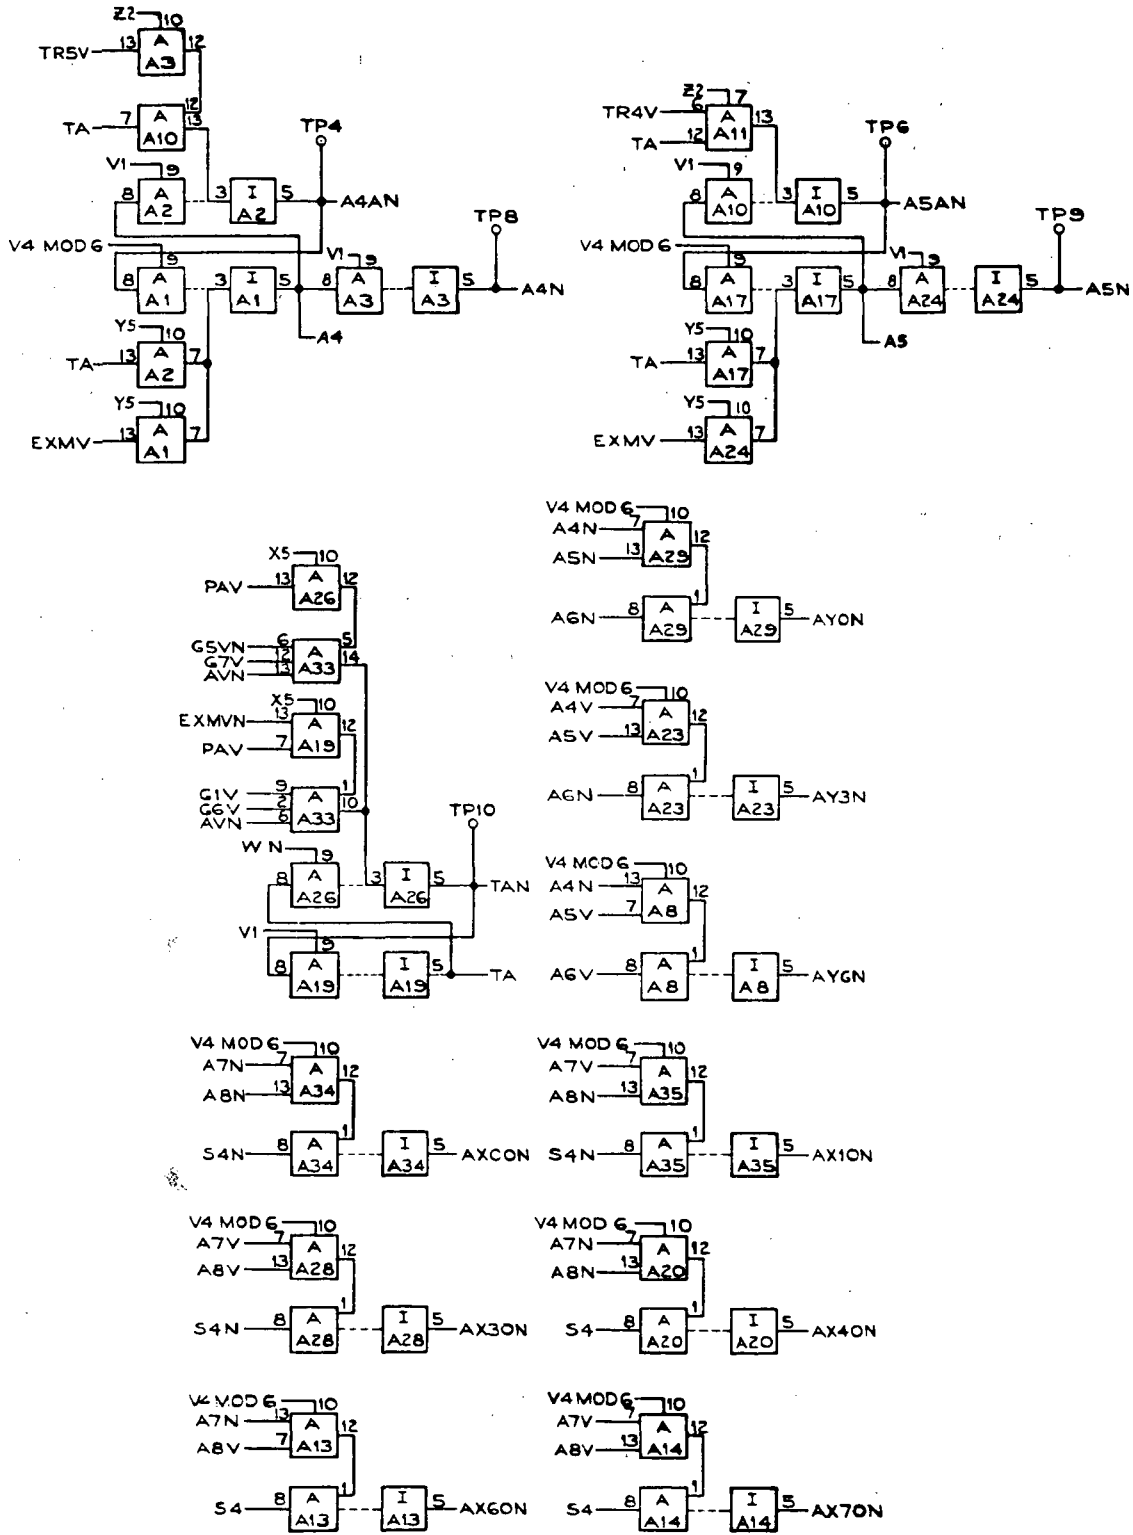 Z2 10
TR5V 13 A A3 12
TA 7 A A10 12 13
TP4
V1 9
8 A A2 3 I A2 5 A4AN
TP8
V4 MOD 6 9 V1 9
8 A A1 3 I A1 5 8 A A3 I A3 5 A4N
A4
Y5 10
TA 13 A A2 7
Y5 10
EXMV 13 A A1 7
Z2 7
TR4V 6 A A11 13
TA 12
TP6
V1 9
8 A A10 3 I A10 5 A5AN
TP9
V4 MOD 6 9 V1 9
8 A A17 3 I A17 5 8 A A24 I A24 5 A5N
A5
Y5 10
TA 13 A A17 7
Y5 10
EXMV 13 A A24 7
X5 10
PAV 13 A A26 12
G5VN 6 A A33 5
G7V 12 14
AVN 13
X5 10
EXMVN 13 A A19 12
PAV 7
G1V 9 A A33 1
G6V 2 10
AVN 6
TP10
WN 9
8 A A26 3 I A26 5 TAN
V1 9
8 A A19 I A19 5 TA
V4 MOD 6 10
A4N 7 A A29 12
A5N 13
A6N 8 A A29 1 I A29 5 AY0N
V4 MOD 6 10
A4V 7 A A23 12
A5V 13
A6N 8 A A23 1 I A23 5 AY3N
V4 MOD 6 10
A4N 13 A A8 12
A5V 7
A6V 8 A A8 1 I A8 5 AY6N
V4 MOD 6 10
A7N 7 A A34 12
A8N 13
S4N 8 A A34 1 I A34 5 AX00N
V4 MOD 6 10
A7V 7 A A35 12
A8N 13
S4N 8 A A35 1 I A35 5 AX10N
V4 MOD 6 10
A7V 7 A A28 12
A8V 13
S4N 8 A A28 1 I A28 5 AX30N
V4 MOD 6 10
A7N 7 A A20 12
A8N 13
S4 8 A A20 1 I A20 5 AX40N
V4 MOD 6 10
A7N 13 A A13 12
A8V 7
S4 8 A A13 1 I A13 5 AX60N
V4 MOD 6 10
A7V 7 A A14 12
A8V 13
S4 8 A A14 1 I A14 5 AX70N